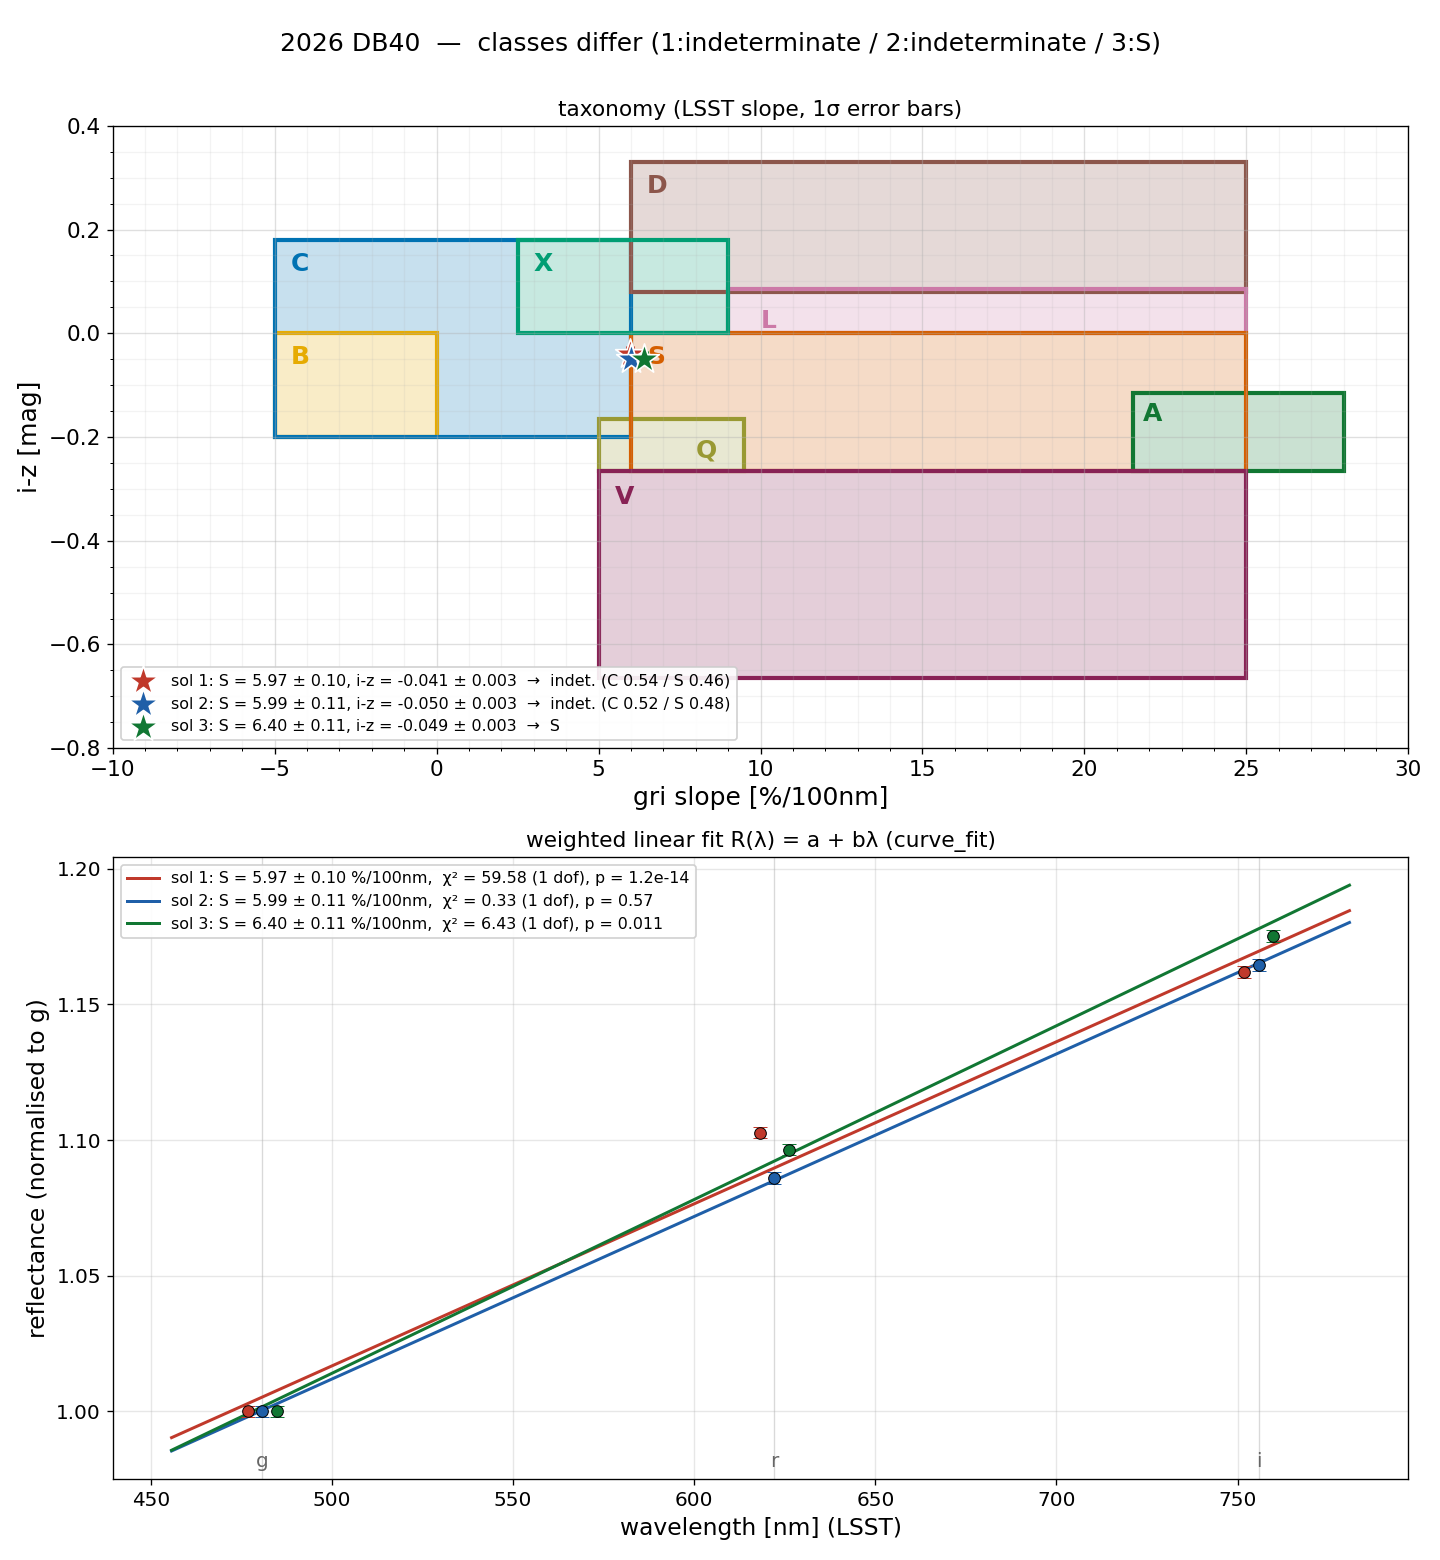 2026 DB40 — classes differ (1:indeterminate / 2:indeterminate / 3:S)
taxonomy (LSST slope, 1σ error bars)
0.4
0.2
0.0
−0.2
−0.4
−0.6
−0.8
i-z [mag]
D
C
X
L
B
S
A
Q
V
sol 1: S = 5.97 ± 0.10, i-z = -0.041 ± 0.003 → indet. (C 0.54 / S 0.46)
sol 2: S = 5.99 ± 0.11, i-z = -0.050 ± 0.003 → indet. (C 0.52 / S 0.48)
sol 3: S = 6.40 ± 0.11, i-z = -0.049 ± 0.003 → S
−10 −5 0 5 10 15 20 25 30
gri slope [%/100nm]
weighted linear fit R(λ) = a + bλ (curve_fit)
sol 1: S = 5.97 ± 0.10 %/100nm, χ² = 59.58 (1 dof), p = 1.2e-14
sol 2: S = 5.99 ± 0.11 %/100nm, χ² = 0.33 (1 dof), p = 0.57
sol 3: S = 6.40 ± 0.11 %/100nm, χ² = 6.43 (1 dof), p = 0.011
1.20
1.15
1.10
1.05
1.00
reflectance (normalised to g)
g r i
450 500 550 600 650 700 750
wavelength [nm] (LSST)